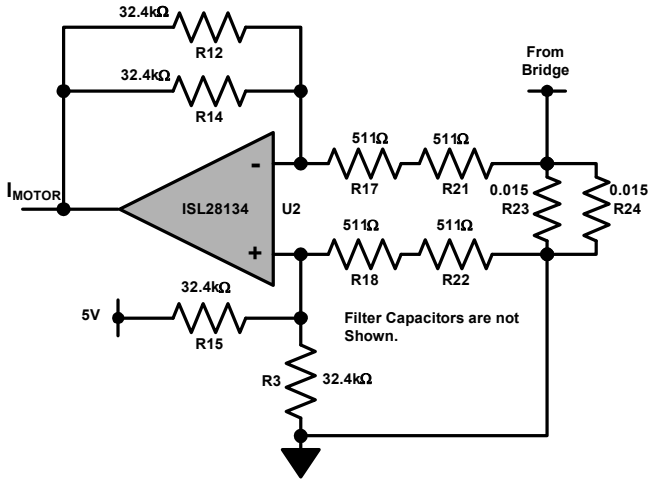 32.4kΩ
R12
32.4kΩ
R14
From
Bridge
511Ω
511Ω
R17
R21
-
0.015
R23
0.015
R24
I_MOTOR
ISL28134
U2
+
511Ω
511Ω
R18
R22
32.4kΩ
5V
R15
Filter Capacitors are not
Shown.
R3
32.4kΩ